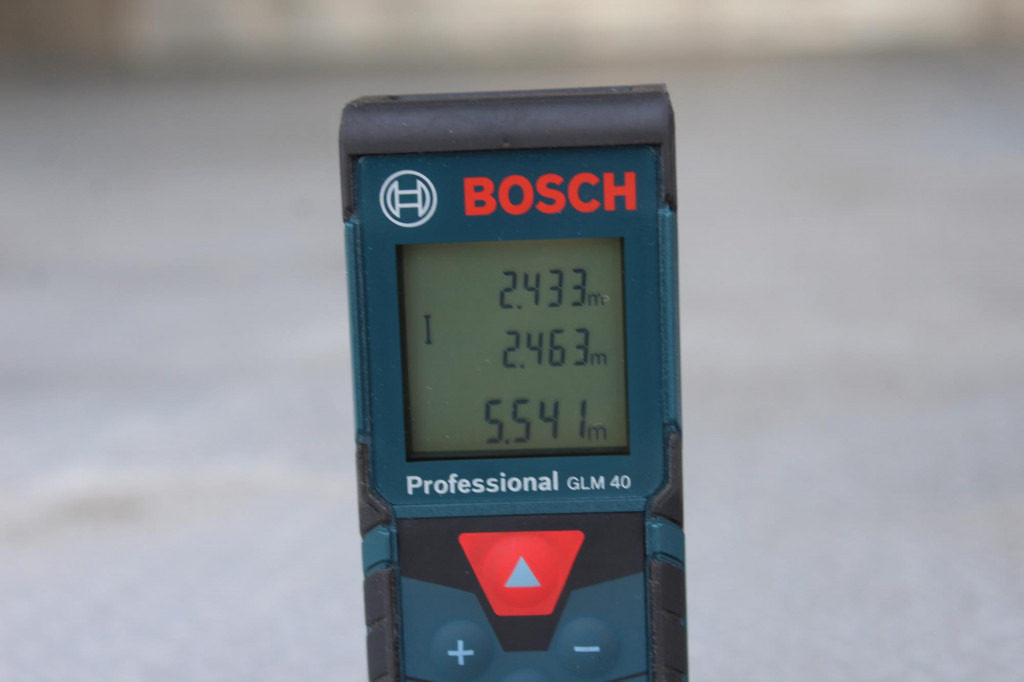 BOSCH
2.433m
2.463m
5.541m
Professional GLM 40
+ −